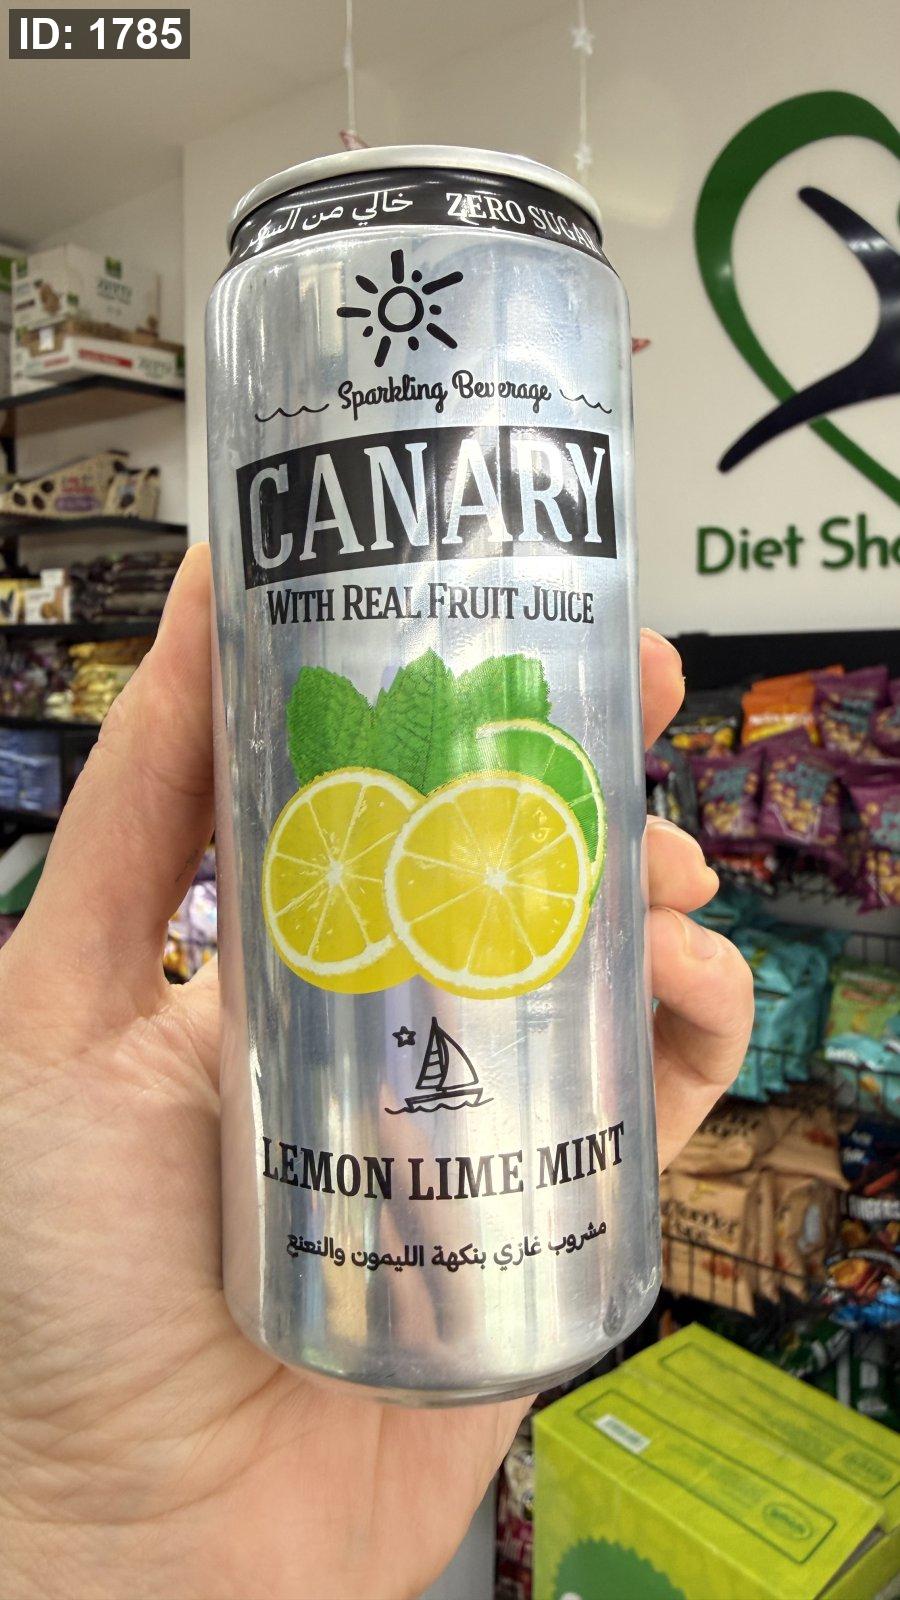 ID: 1785
خالي من السكر ZERO SUGAR
Sparkling Beverage
CANARY
WITH REAL FRUIT JUICE
LEMON LIME MINT
مشروب غازي بنكهة الليمون والنعنع
Diet